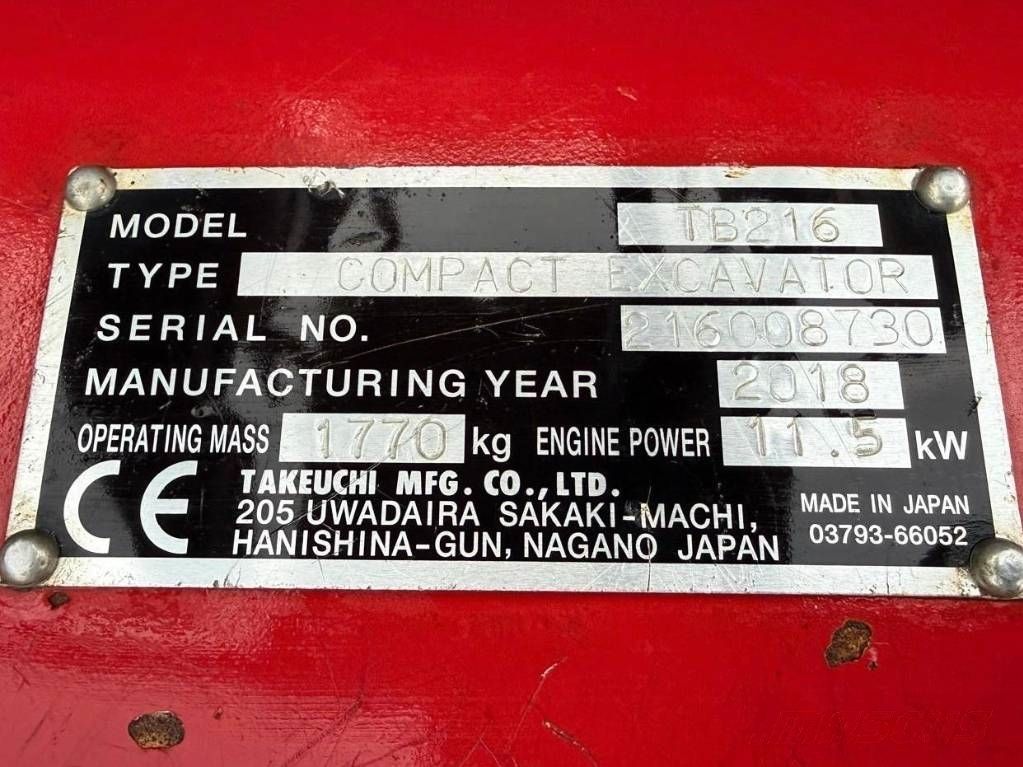 MODEL TB216
TYPE COMPACT EXCAVATOR
SERIAL NO. 216008730
MANUFACTURING YEAR 2018
OPERATING MASS 1770 kg ENGINE POWER 11.5 kW
CE TAKEUCHI MFG. CO., LTD.
205 UWADAIRA SAKAKI-MACHI,
HANISHINA-GUN, NAGANO JAPAN
MADE IN JAPAN
03793-66052